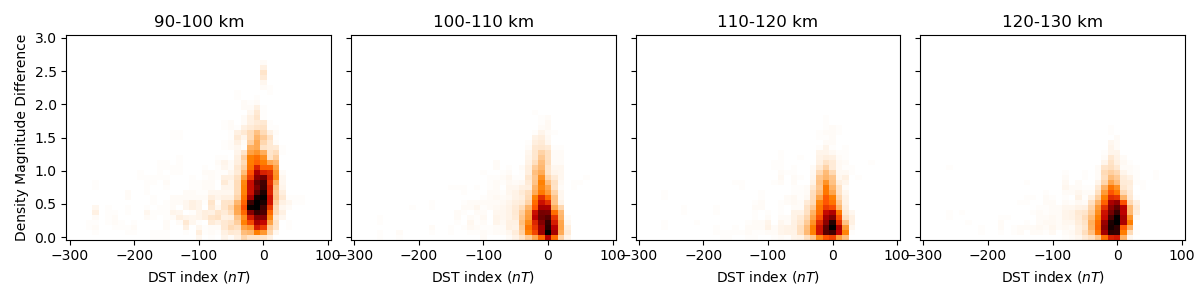 90-100 km
100-110 km
110-120 km
120-130 km
Density Magnitude Difference
3.0
2.5
2.0
1.5
1.0
0.5
0.0
−300 −200 −100 0 100
−300 −200 −100 0 100
−300 −200 −100 0 100
−300 −200 −100 0 100
DST index (nT)
DST index (nT)
DST index (nT)
DST index (nT)